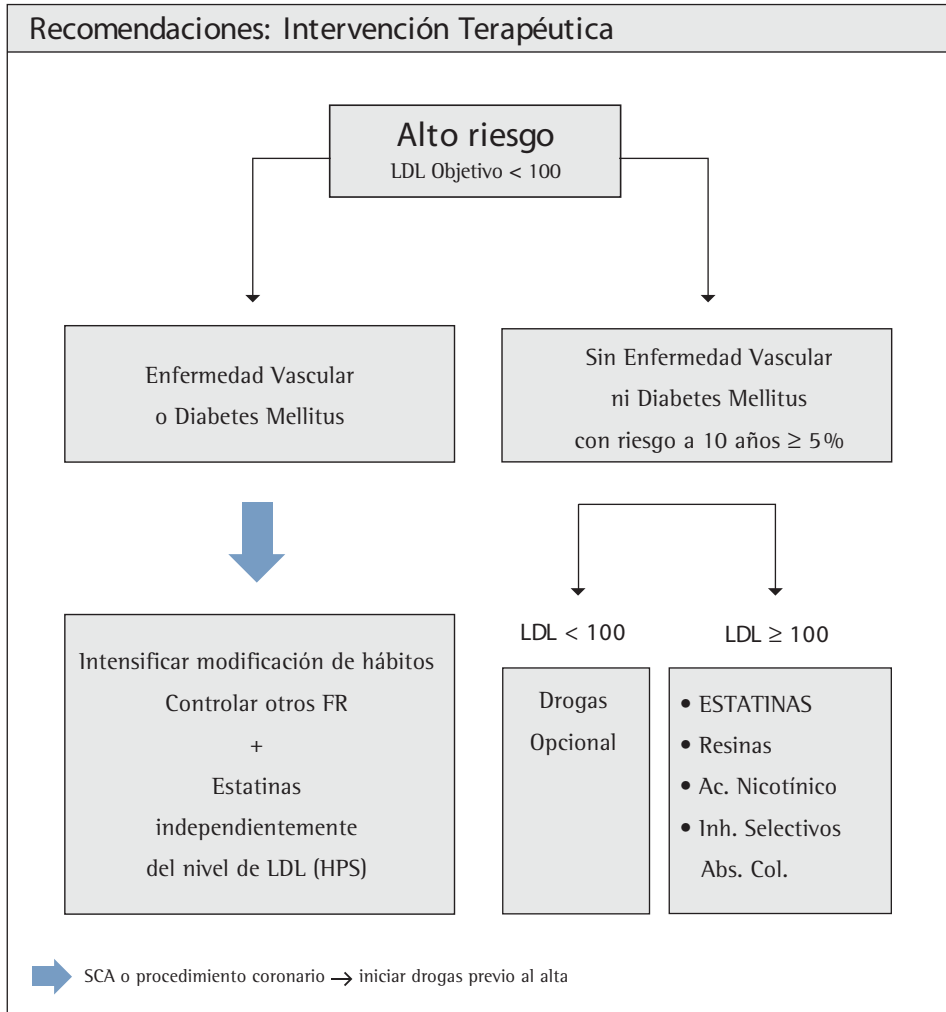 Recomendaciones: Intervención Terapéutica
Alto riesgo
LDL Objetivo < 100
Enfermedad Vascular
o Diabetes Mellitus
Sin Enfermedad Vascular
ni Diabetes Mellitus
con riesgo a 10 años ≥ 5%
Intensificar modificación de hábitos
Controlar otros FR
+
Estatinas
independientemente
del nivel de LDL (HPS)
LDL < 100
Drogas
Opcional
LDL ≥ 100
• ESTATINAS
• Resinas
• Ac. Nicotínico
• Inh. Selectivos
Abs. Col.
SCA o procedimiento coronario → iniciar drogas previo al alta